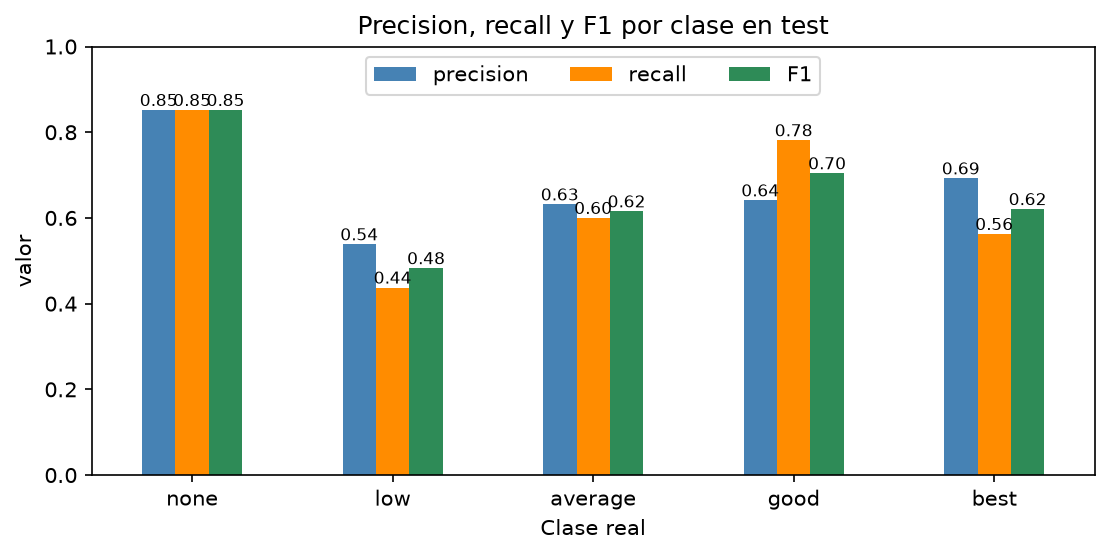 Precision, recall y F1 por clase en test
precision recall F1
1.0
0.8
0.6
0.4
0.2
0.0
valor
0.85 0.85 0.85
0.54 0.44 0.48
0.63 0.60 0.62
0.64 0.78 0.70
0.69 0.56 0.62
none low average good best
Clase real